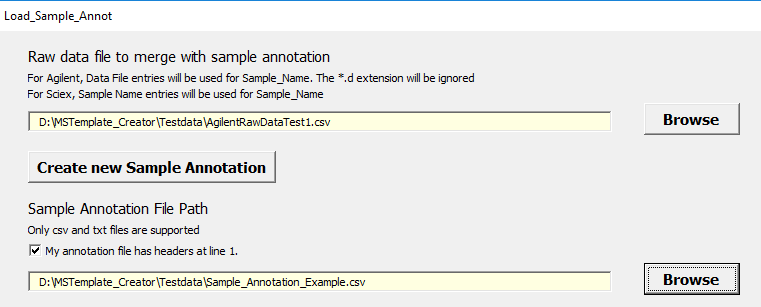 Load_Sample_Annot
Raw data file to merge with sample annotation
For Agilent, Data File entries will be used for Sample_Name. The *.d extension will be ignored
For Sciex, Sample Name entries will be used for Sample_Name
D:\MSTemplate_Creator\Testdata\AgilentRawDataTest1.csv
Browse
Create new Sample Annotation
Sample Annotation File Path
Only csv and txt files are supported
My annotation file has headers at line 1.
D:\MSTemplate_Creator\Testdata\Sample_Annotation_Example.csv
Browse